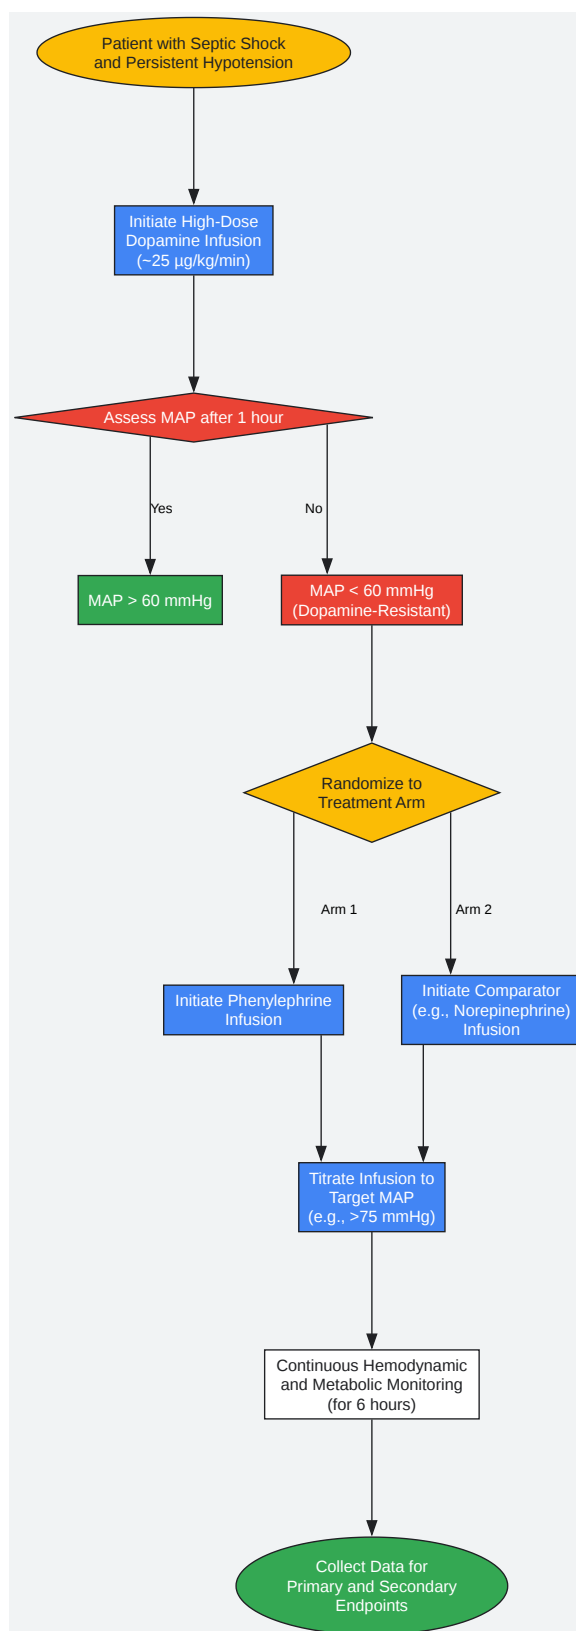 Patient with Septic Shock
and Persistent Hypotension
Initiate High-Dose
Dopamine Infusion
(~25 µg/kg/min)
Assess MAP after 1 hour
Yes
No
MAP > 60 mmHg
MAP < 60 mmHg
(Dopamine-Resistant)
Randomize to
Treatment Arm
Arm 1
Arm 2
Initiate Phenylephrine
Infusion
Initiate Comparator
(e.g., Norepinephrine)
Infusion
Titrate Infusion to
Target MAP
(e.g., >75 mmHg)
Continuous Hemodynamic
and Metabolic Monitoring
(for 6 hours)
Collect Data for
Primary and Secondary
Endpoints